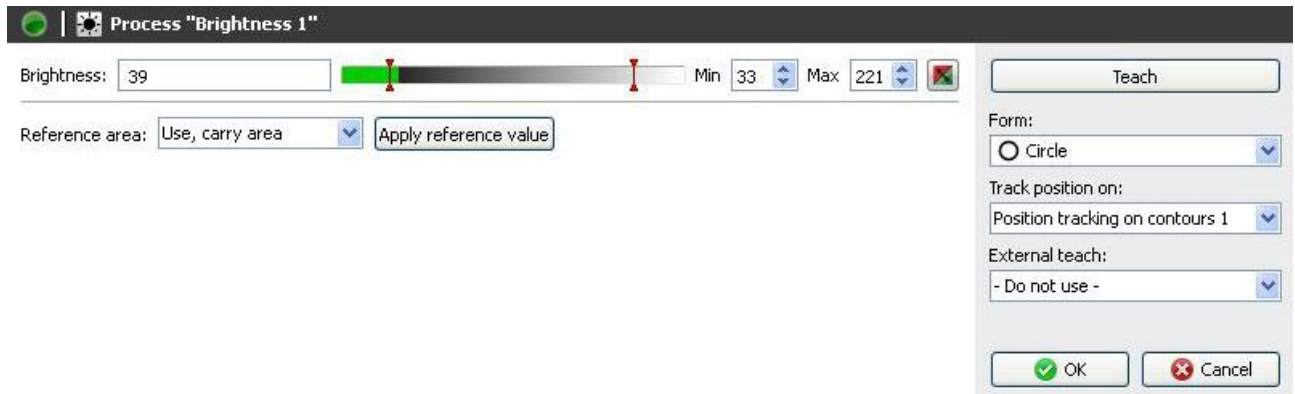 Process "Brightness 1"
Brightness: 39 Min 33 Max 221
Reference area: Use, carry area Apply reference value
Teach
Form:
Circle
Track position on:
Position tracking on contours 1
External teach:
- Do not use -
OK Cancel